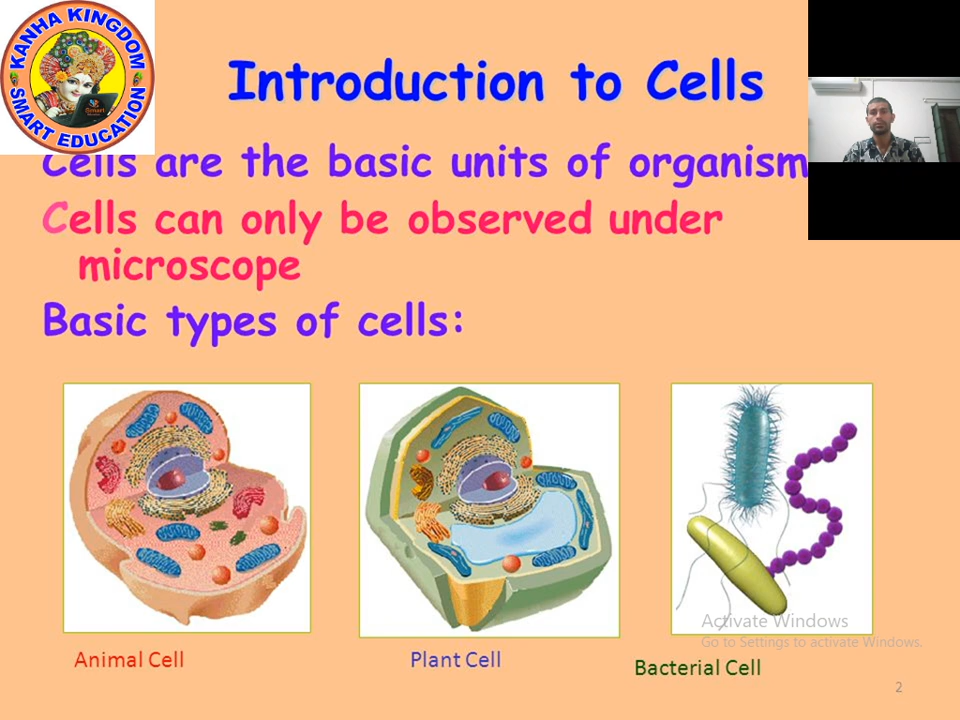 KANHA KINGDOM
SMART EDUCATION
Introduction to Cells
Cells are the basic units of organism
Cells can only be observed under
microscope
Basic types of cells:
Animal Cell
Plant Cell
Bacterial Cell
Activate Windows
Go to Settings to activate Windows.
2